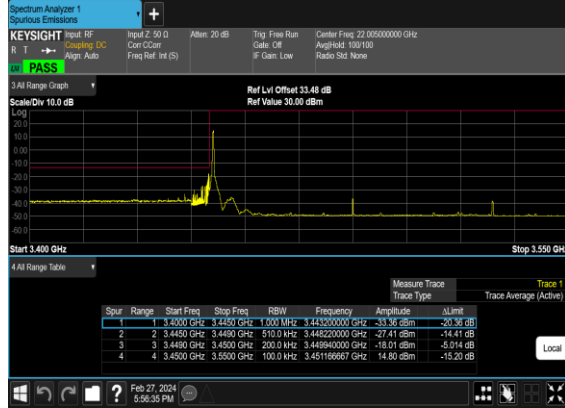 Spectrum Analyzer 1
Spurious Emissions
+
KEYSIGHT Input: RF Input Z: 50 Ω Atten: 20 dB Trig: Free Run Center Freq: 22.005000000 GHz
R T Coupling: DC Corr CCorr Gate: Off Avg|Hold: 100/100
Align: Auto Freq Ref: Int (S) IF Gain: Low Radio Std: None
PASS
3 All Range Graph
Ref Lvl Offset 33.48 dB
Scale/Div 10.0 dB Ref Value 30.00 dBm
Log
20.0
10.0
0.00
-10.0
-20.0
-30.0
-40.0
-50.0
-60.0
Start 3.400 GHz Stop 3.550 GH
4 All Range Table
Measure Trace Trace 1
Trace Type Trace Average (Active)
Spur Range Start Freq Stop Freq RBW Frequency Amplitude ΔLimit
1 1 3.4000 GHz 3.4450 GHz 1.000 MHz 3.443200000 GHz -33.36 dBm -20.36 dB
2 2 3.4450 GHz 3.4490 GHz 510.0 kHz 3.448220000 GHz -27.41 dBm -14.41 dB
3 3 3.4490 GHz 3.4500 GHz 200.0 kHz 3.449940000 GHz -18.01 dBm -5.014 dB
4 4 3.4500 GHz 3.5500 GHz 100.0 kHz 3.451166667 GHz 14.80 dBm -15.20 dB
Local
? Feb 27, 2024
5:56:35 PM